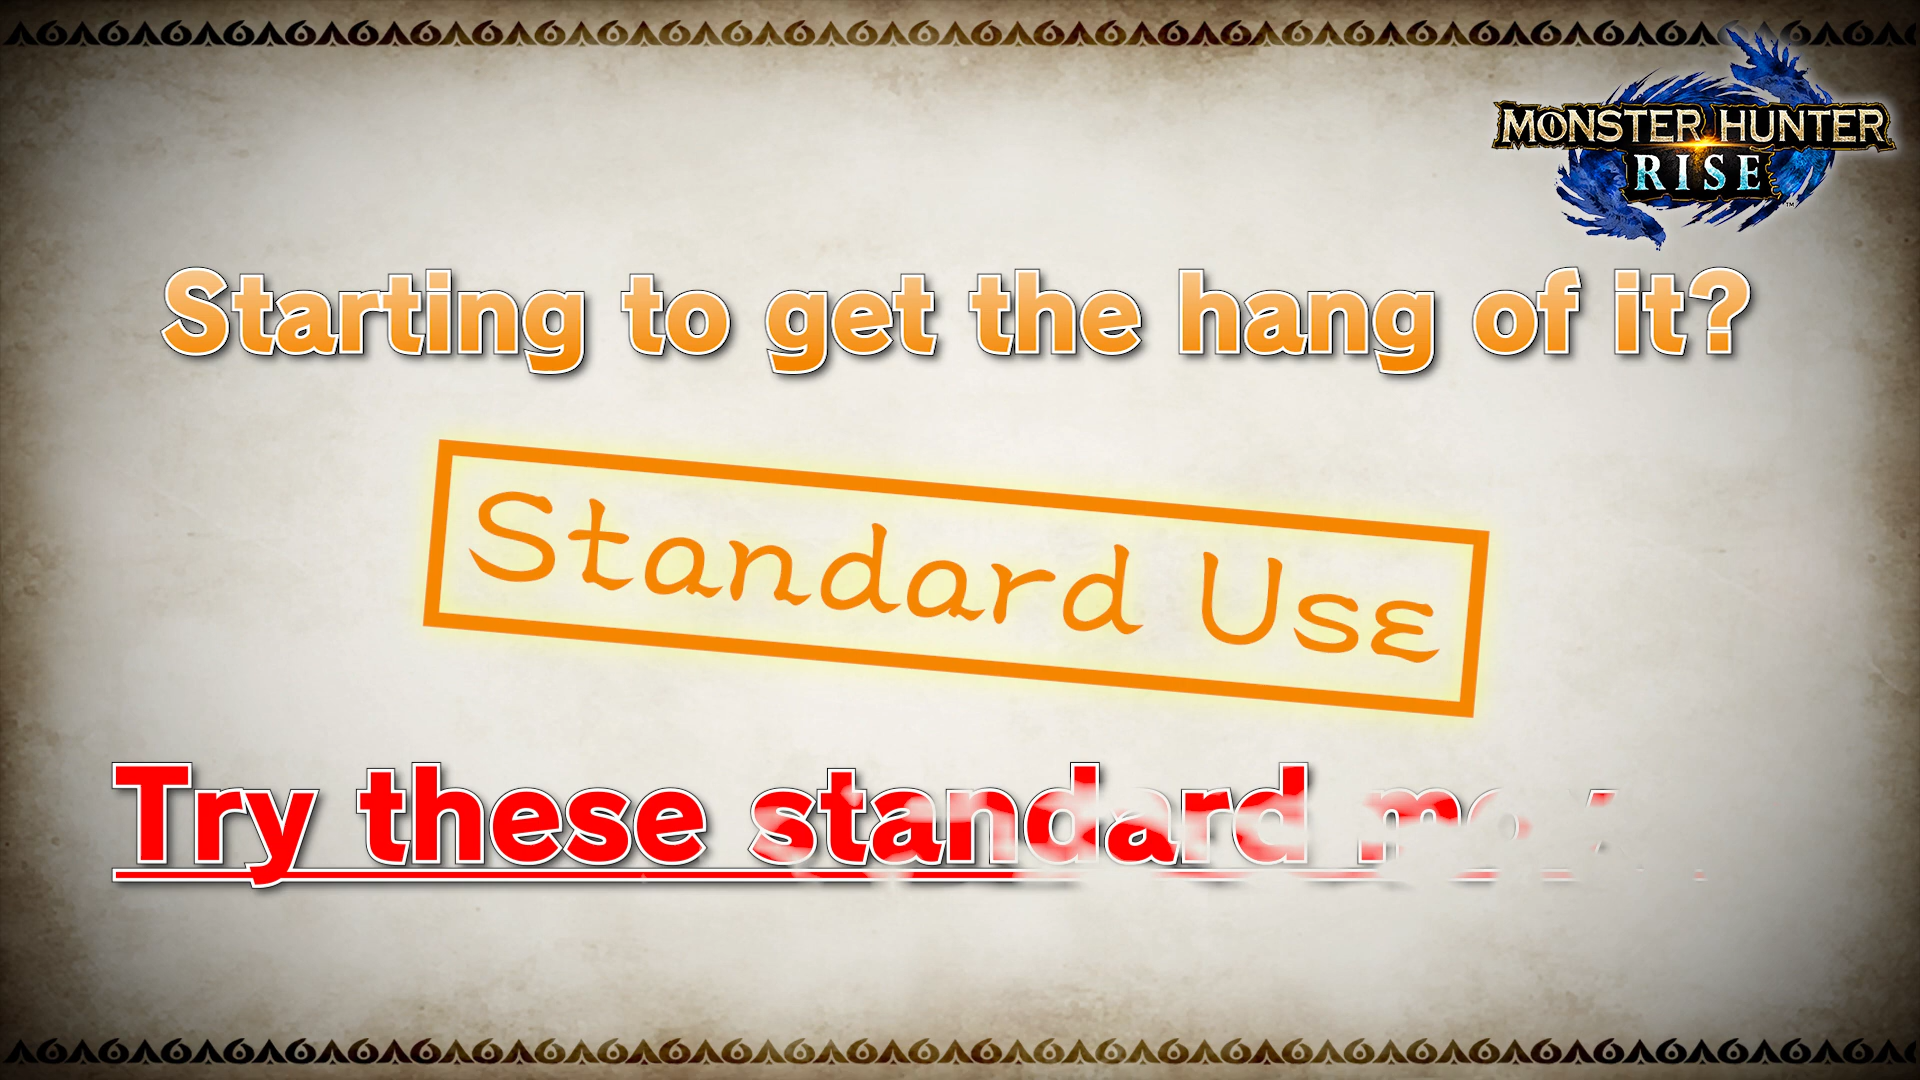 MONSTER HUNTER
RISE
Starting to get the hang of it?
Standard Use
Try these standard